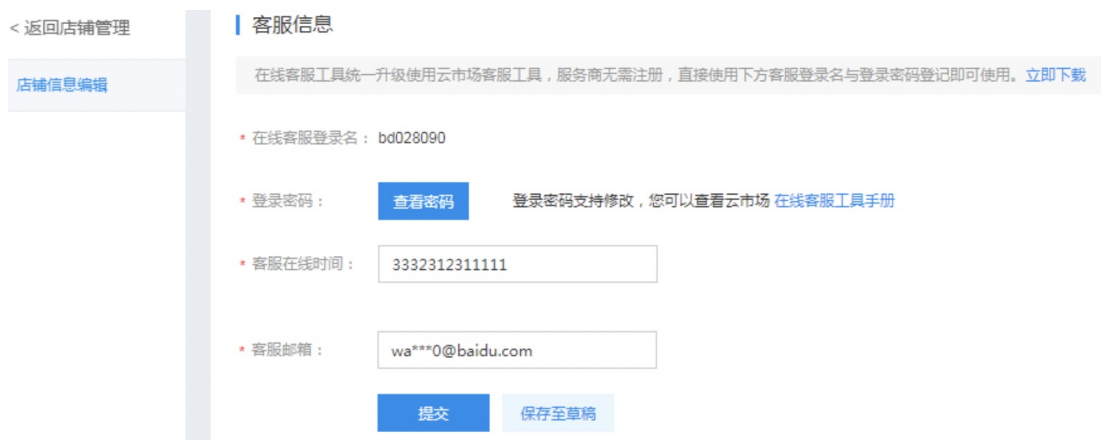 < 返回店铺管理
客服信息
店铺信息编辑
在线客服工具统一升级使用云市场客服工具，服务商无需注册，直接使用下方客服登录名与登录密码登记即可使用。立即下载
* 在线客服登录名： bd028090
* 登录密码： 查看密码 登录密码支持修改，您可以查看云市场 在线客服工具手册
* 客服在线时间： 3332312311111
* 客服邮箱： wa***0@baidu.com
提交 保存至草稿